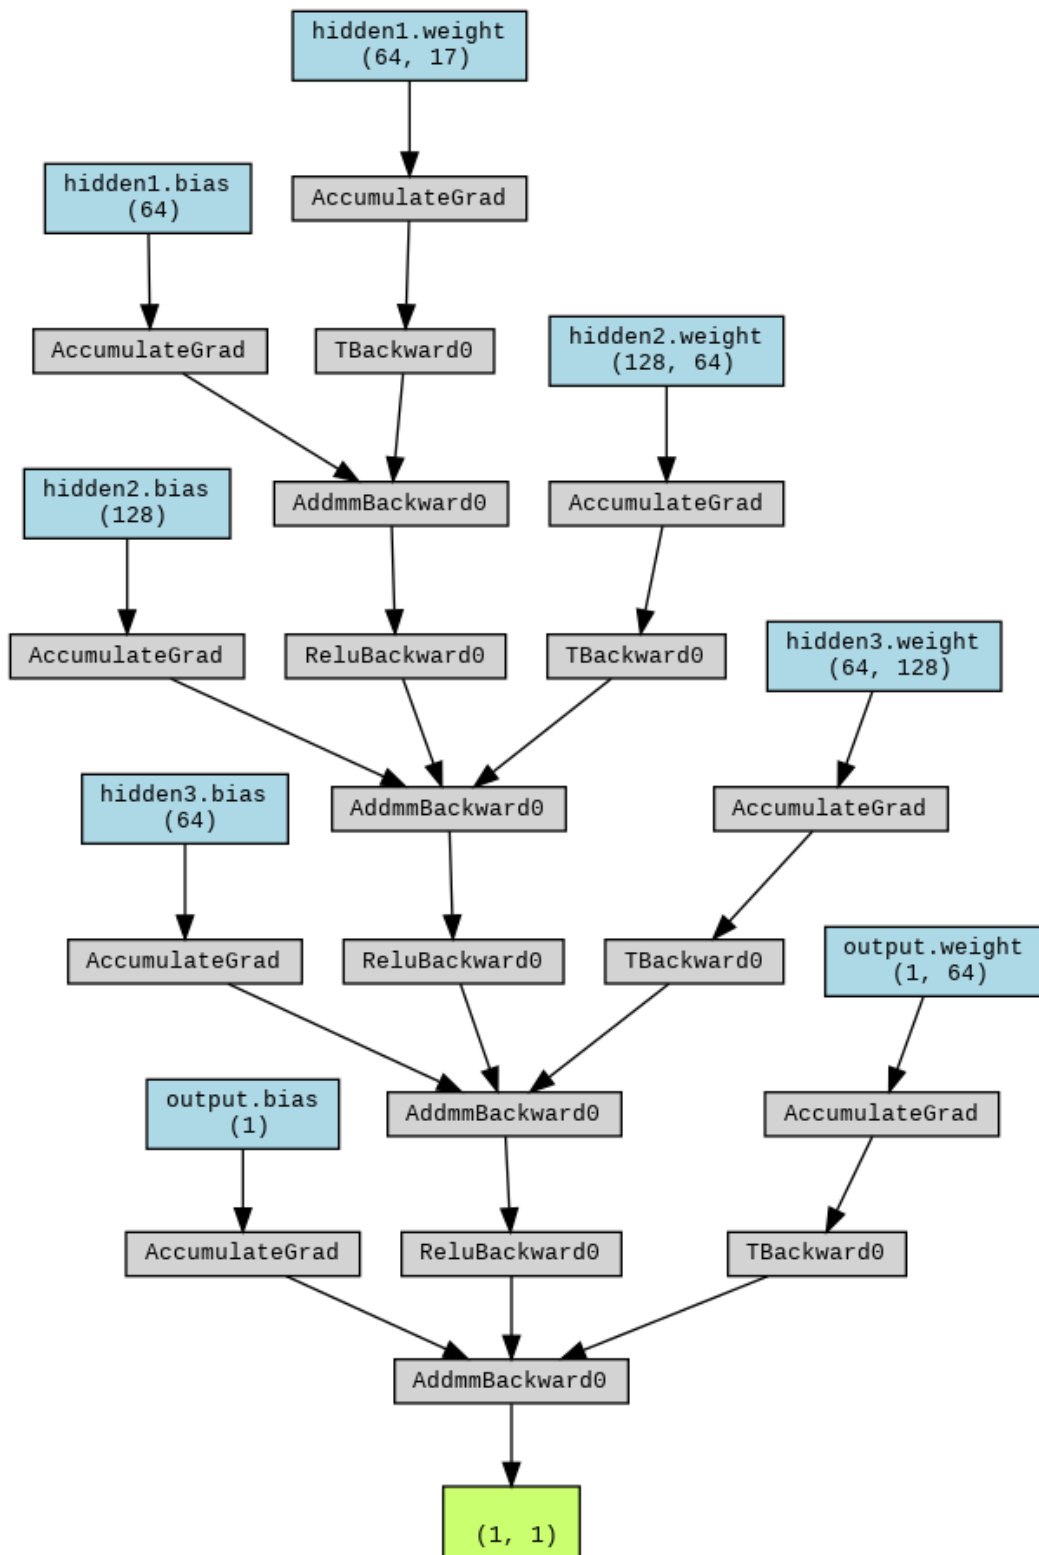 hidden1.weight
(64, 17)
hidden1.bias
(64)
AccumulateGrad
AccumulateGrad
TBackward0
hidden2.weight
(128, 64)
hidden2.bias
(128)
AddmmBackward0
AccumulateGrad
AccumulateGrad
ReluBackward0
TBackward0
hidden3.weight
(64, 128)
hidden3.bias
(64)
AddmmBackward0
AccumulateGrad
AccumulateGrad
ReluBackward0
TBackward0
output.weight
(1, 64)
output.bias
(1)
AddmmBackward0
AccumulateGrad
AccumulateGrad
ReluBackward0
TBackward0
AddmmBackward0
(1, 1)